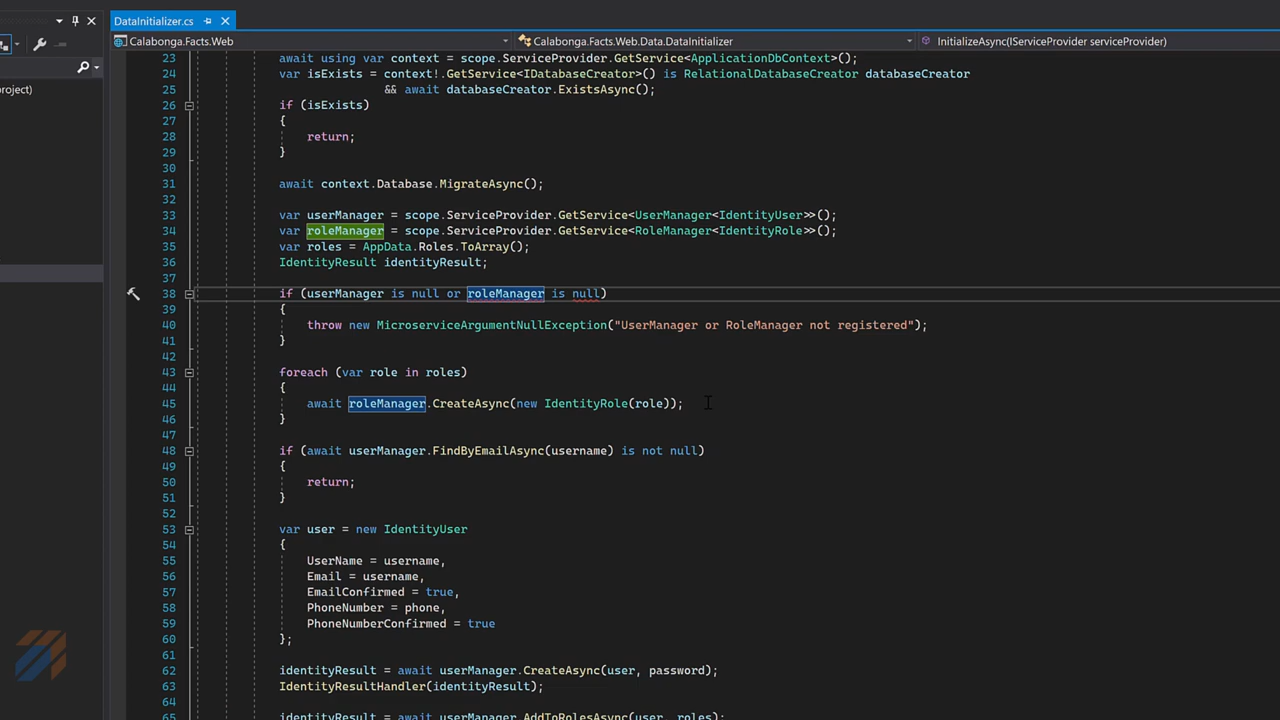 DataInitializer.cs
Calabonga.Facts.Web
Calabonga.Facts.Web.Data.DataInitializer
InitializeAsync(IServiceProvider serviceProvider)
roject)
23 await using var context = scope.ServiceProvider.GetService<ApplicationDbContext>();
24 var isExists = context!.GetService<IDatabaseCreator>() is RelationalDatabaseCreator databaseCreator
25 && await databaseCreator.ExistsAsync();
26 if (isExists)
27 {
28 return;
29 }
30
31 await context.Database.MigrateAsync();
32
33 var userManager = scope.ServiceProvider.GetService<UserManager<IdentityUser>>();
34 var roleManager = scope.ServiceProvider.GetService<RoleManager<IdentityRole>>();
35 var roles = AppData.Roles.ToArray();
36 IdentityResult identityResult;
37
38 if (userManager is null or roleManager is null)
39 {
40 throw new MicroserviceArgumentNullException("UserManager or RoleManager not registered");
41 }
42
43 foreach (var role in roles)
44 {
45 await roleManager.CreateAsync(new IdentityRole(role));
46 }
47
48 if (await userManager.FindByEmailAsync(username) is not null)
49 {
50 return;
51 }
52
53 var user = new IdentityUser
54 {
55 UserName = username,
56 Email = username,
57 EmailConfirmed = true,
58 PhoneNumber = phone,
59 PhoneNumberConfirmed = true
60 };
61
62 identityResult = await userManager.CreateAsync(user, password);
63 IdentityResultHandler(identityResult);
64
65 identityResult = await userManager.AddToRolesAsync(user, roles);